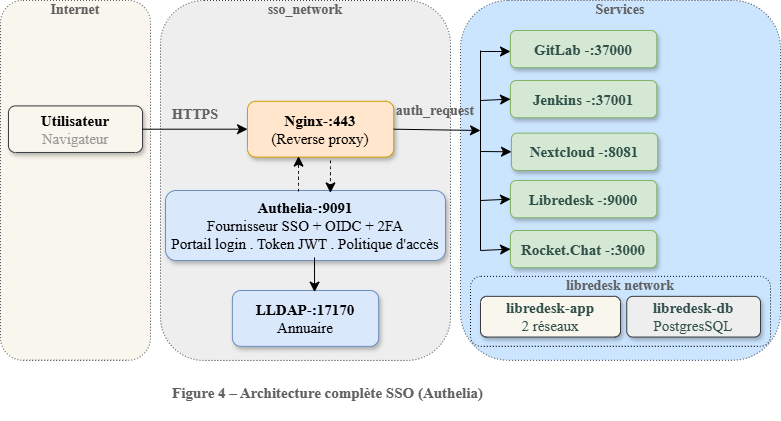 Internet
sso_network
Services
Utilisateur
Navigateur
HTTPS
Nginx-:443
(Reverse proxy)
auth_request
Authelia-:9091
Fournisseur SSO + OIDC + 2FA
Portail login . Token JWT . Politique d'accès
LLDAP-:17170
Annuaire
GitLab -:37000
Jenkins -:37001
Nextcloud -:8081
Libredesk -:9000
Rocket.Chat -:3000
libredesk network
libredesk-app
2 réseaux
libredesk-db
PostgresSQL
Figure 4 – Architecture complète SSO (Authelia)